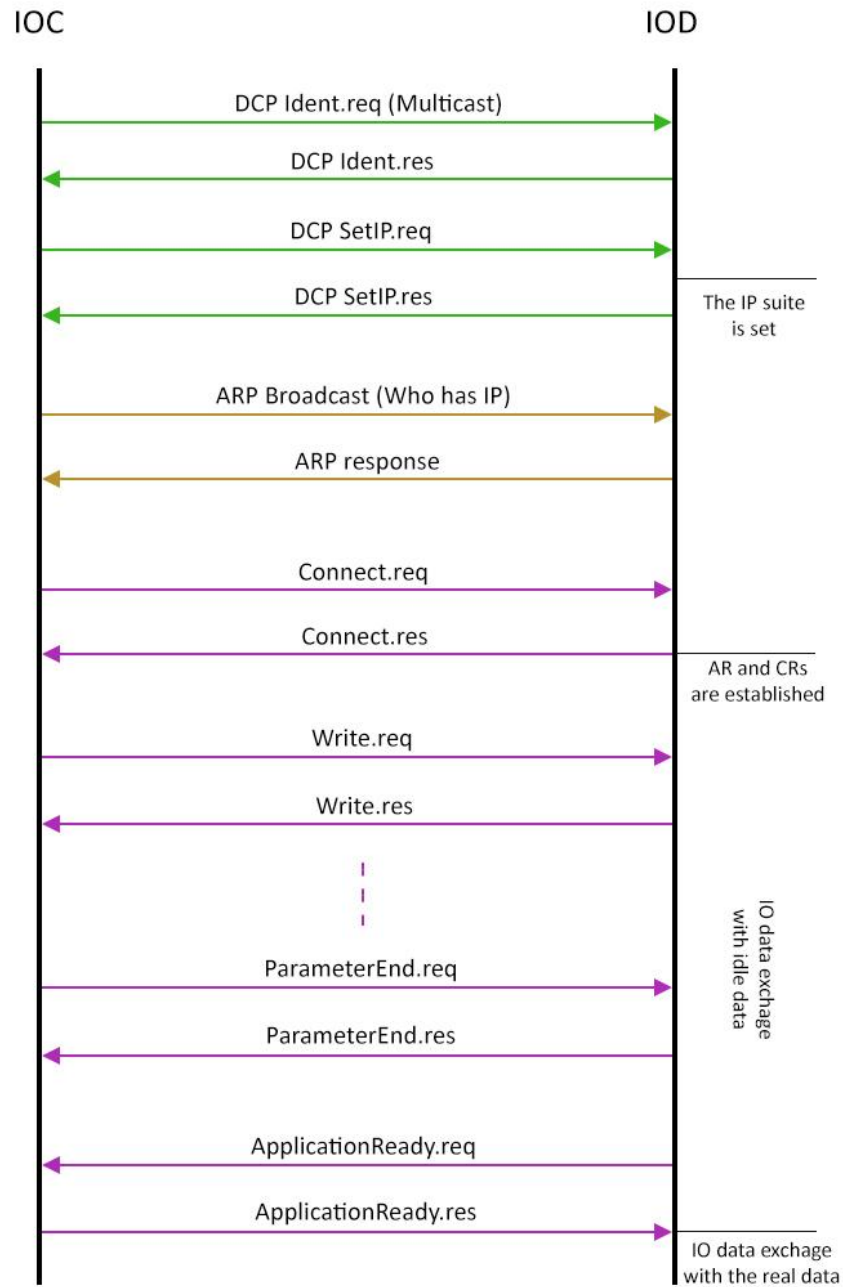 IOC
IOD
DCP Ident.req (Multicast)
DCP Ident.res
DCP SetIP.req
DCP SetIP.res
The IP suite
is set
ARP Broadcast (Who has IP)
ARP response
Connect.req
Connect.res
AR and CRs
are established
Write.req
Write.res
IO data exchage
with idle data
ParameterEnd.req
ParameterEnd.res
ApplicationReady.req
ApplicationReady.res
IO data exchage
with the real data